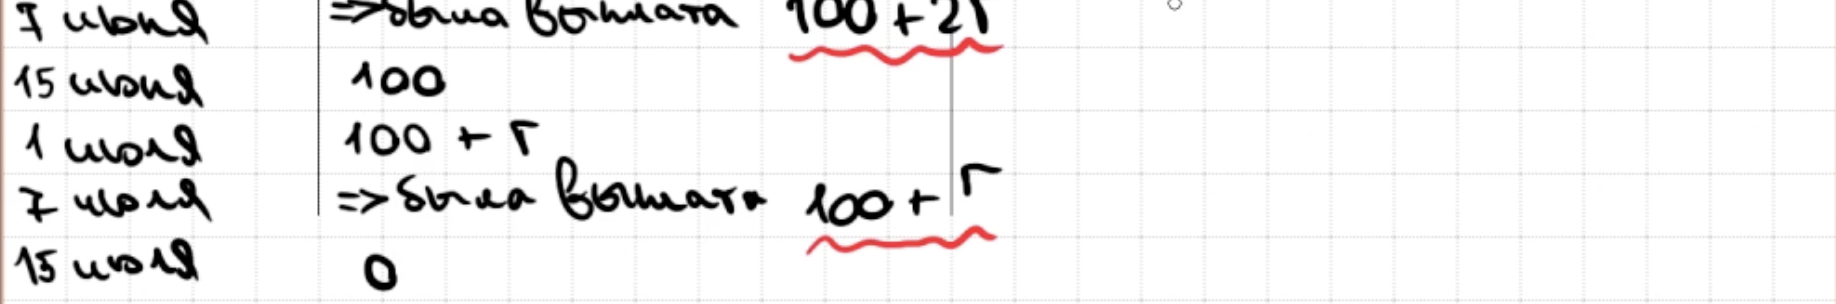 7 июня => была выплата 100 + 2r
15 июня 100
1 июля 100 + r
7 июля => была выплата 100 + r
15 июля 0